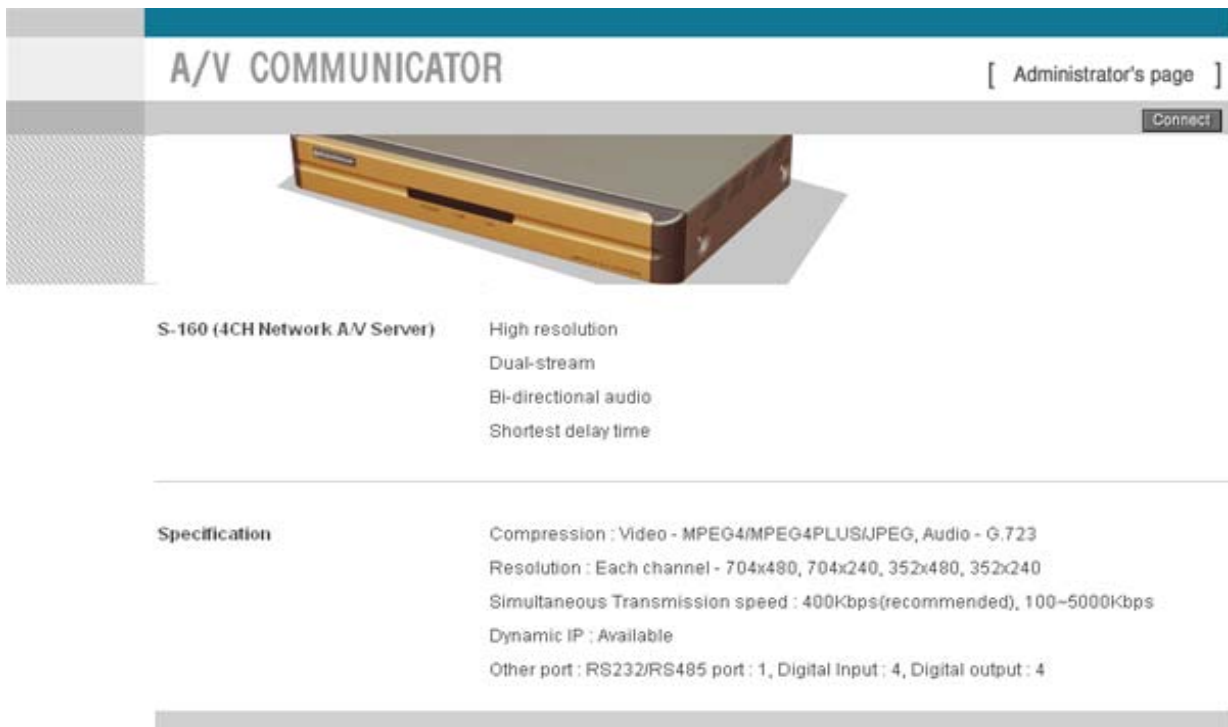 A/V COMMUNICATOR
[ Administrator's page ]
Connect
S-160 (4CH Network A/V Server)
High resolution
Dual-stream
Bi-directional audio
Shortest delay time
Specification
Compression : Video - MPEG4/MPEG4PLUS/JPEG, Audio - G.723
Resolution : Each channel - 704x480, 704x240, 352x480, 352x240
Simultaneous Transmission speed : 400Kbps(recommended), 100~5000Kbps
Dynamic IP : Available
Other port : RS232/RS485 port : 1, Digital Input : 4, Digital output : 4